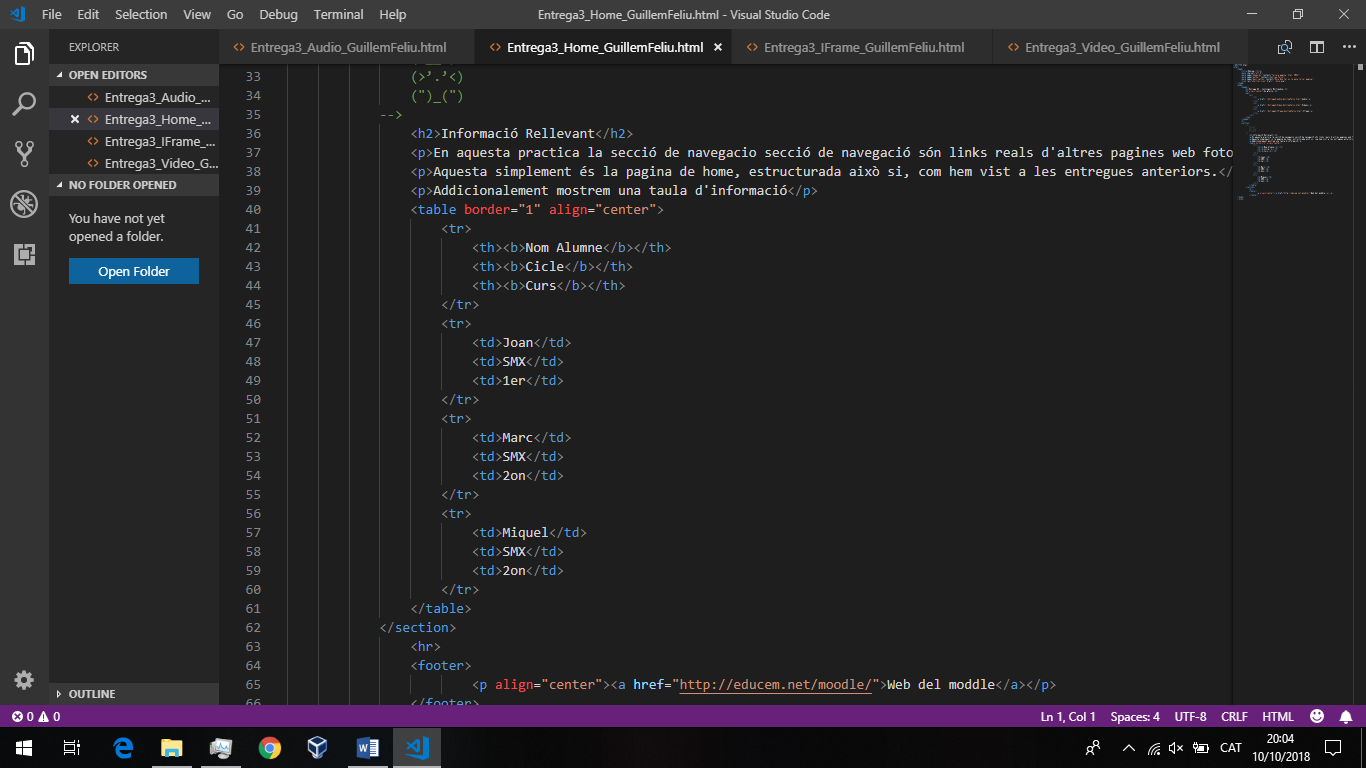 File Edit Selection View Go Debug Terminal Help
Entrega3_Home_GuillemFeliu.html - Visual Studio Code
EXPLORER
OPEN EDITORS
Entrega3_Audio_...
Entrega3_Home_...
Entrega3_IFrame_...
Entrega3_Video_G...
NO FOLDER OPENED
You have not yet
opened a folder.
Open Folder
OUTLINE
Entrega3_Audio_GuillemFeliu.html
Entrega3_Home_GuillemFeliu.html
Entrega3_IFrame_GuillemFeliu.html
Entrega3_Video_GuillemFeliu.html
33 (>’.’<)
34 (")_(")
35 -->
36 <h2>Informació Rellevant</h2>
37 <p>En aquesta practica la secció de navegacio secció de navegació són links reals d'altres pagines web foto
38 <p>Aquesta simplement és la pagina de home, estructurada això si, com hem vist a les entregues anteriors.</
39 <p>Addicionalement mostrem una taula d'informació</p>
40 <table border="1" align="center">
41 <tr>
42 <th><b>Nom Alumne</b></th>
43 <th><b>Cicle</b></th>
44 <th><b>Curs</b></th>
45 </tr>
46 <tr>
47 <td>Joan</td>
48 <td>SMX</td>
49 <td>1er</td>
50 </tr>
51 <tr>
52 <td>Marc</td>
53 <td>SMX</td>
54 <td>2on</td>
55 </tr>
56 <tr>
57 <td>Miquel</td>
58 <td>SMX</td>
59 <td>2on</td>
60 </tr>
61 </table>
62 </section>
63 <hr>
64 <footer>
65 <p align="center"><a href="http://educem.net/moodle/">Web del moddle</a></p>
66 </footer>
0 0
Ln 1, Col 1 Spaces: 4 UTF-8 CRLF HTML
CAT
20:04
10/10/2018